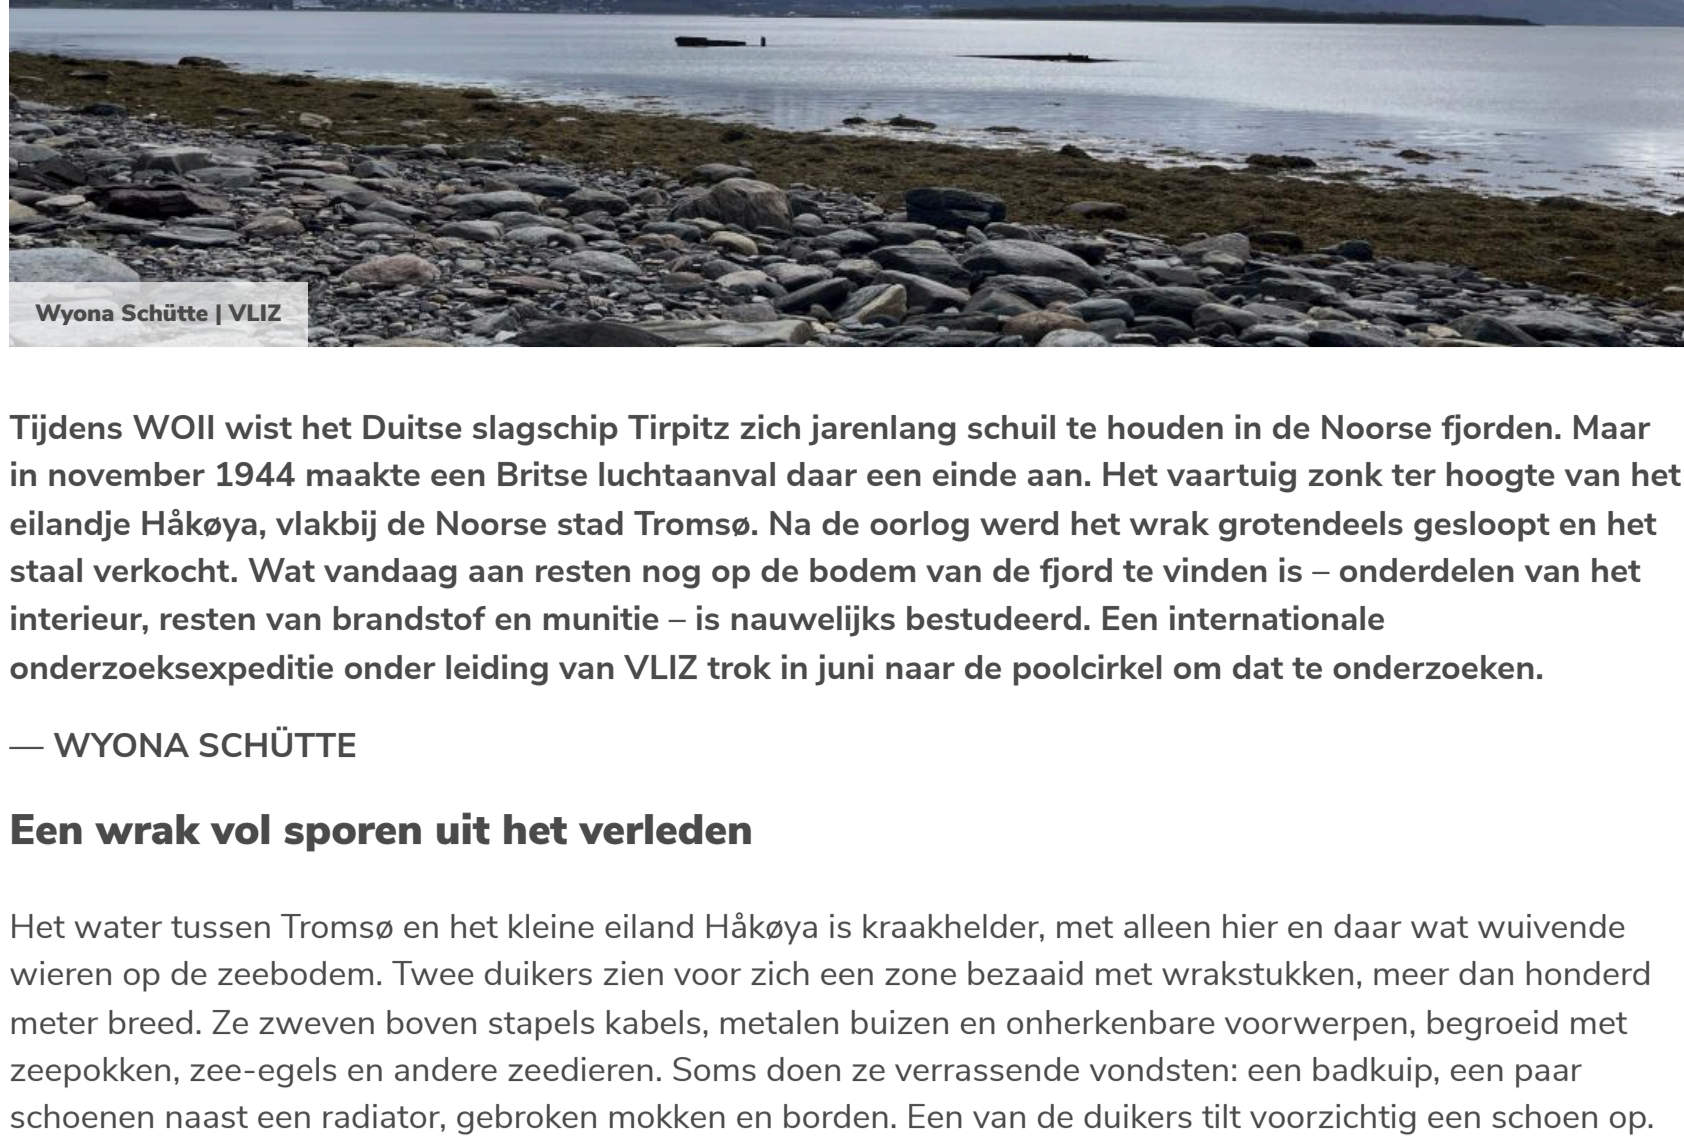 Wyona Schütte | VLIZ
Tijdens WOII wist het Duitse slagschip Tirpitz zich jarenlang schuil te houden in de Noorse fjorden. Maar
in november 1944 maakte een Britse luchtaanval daar een einde aan. Het vaartuig zonk ter hoogte van het
eilandje Håkøya, vlakbij de Noorse stad Tromsø. Na de oorlog werd het wrak grotendeels gesloopt en het
staal verkocht. Wat vandaag aan resten nog op de bodem van de fjord te vinden is – onderdelen van het
interieur, resten van brandstof en munitie – is nauwelijks bestudeerd. Een internationale
onderzoeksexpeditie onder leiding van VLIZ trok in juni naar de poolcirkel om dat te onderzoeken.
— WYONA SCHÜTTE
Een wrak vol sporen uit het verleden
Het water tussen Tromsø en het kleine eiland Håkøya is kraakhelder, met alleen hier en daar wat wuivende
wieren op de zeebodem. Twee duikers zien voor zich een zone bezaaid met wrakstukken, meer dan honderd
meter breed. Ze zweven boven stapels kabels, metalen buizen en onherkenbare voorwerpen, begroeid met
zeepokken, zee-egels en andere zeedieren. Soms doen ze verrassende vondsten: een badkuip, een paar
schoenen naast een radiator, gebroken mokken en borden. Een van de duikers tilt voorzichtig een schoen op.